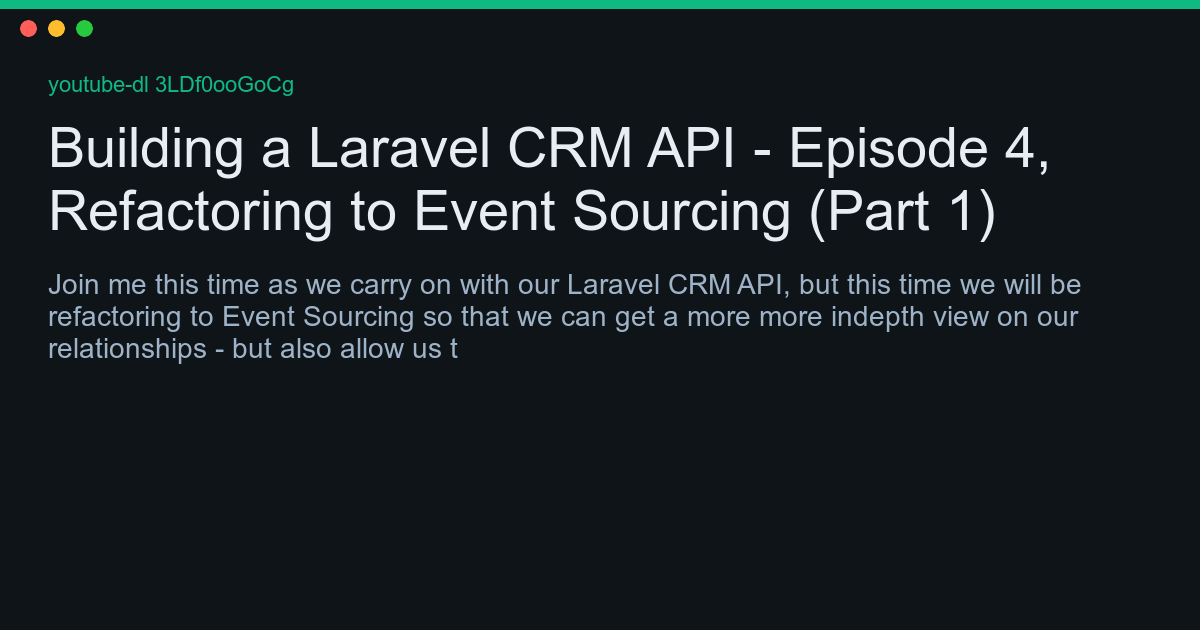 youtube-dl 3LDf0ooGoCg
Building a Laravel CRM API - Episode 4,
Refactoring to Event Sourcing (Part 1)
Join me this time as we carry on with our Laravel CRM API, but this time we will be
refactoring to Event Sourcing so that we can get a more more indepth view on our
relationships - but also allow us t